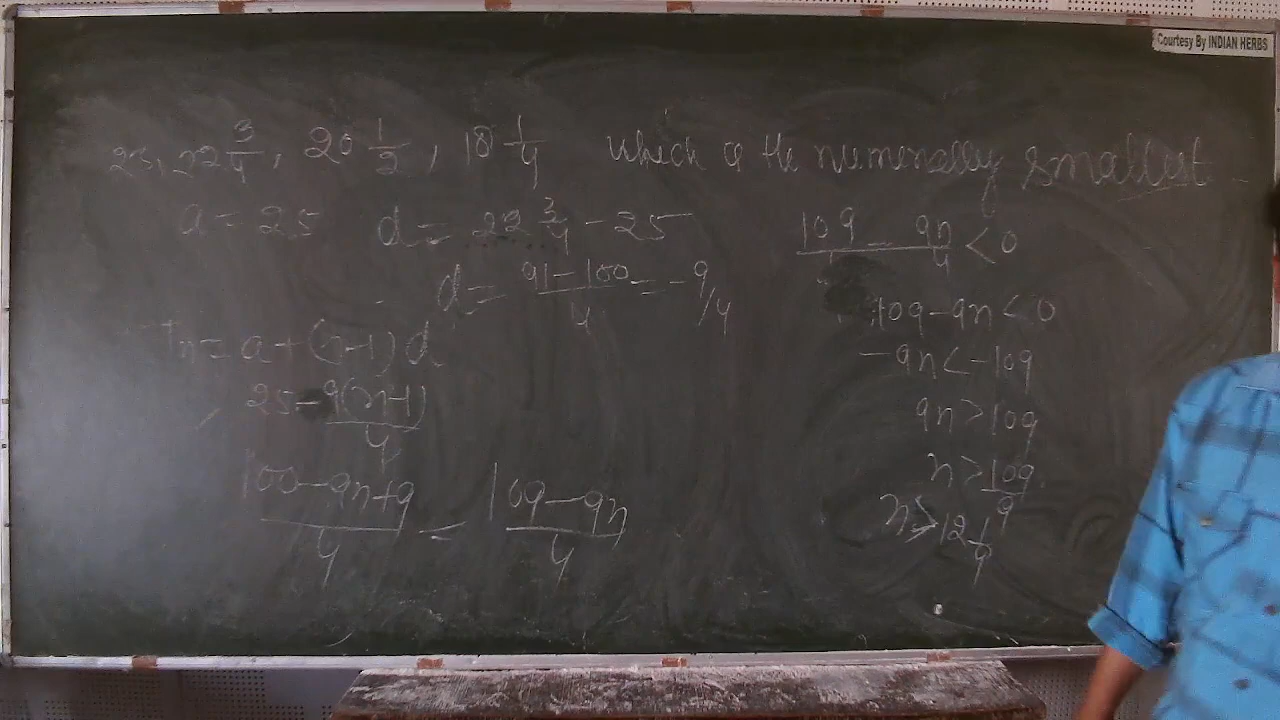 Courtesy By INDIAN HERBS
25, 22 3/4, 20 1/2, 18 1/4 which is the numerically smallest
a = 25 d = 22 3/4 - 25
d = 91 - 100 / 4 = -9/4
Tn = a + (n-1) d
25 - 9(n-1) / 4
100 - 9n + 9 / 4 = 109 - 9n / 4
109 - 9n / 4 < 0
109 - 9n < 0
-9n < -109
9n > 109
n > 109 / 9
n > 12 1/9